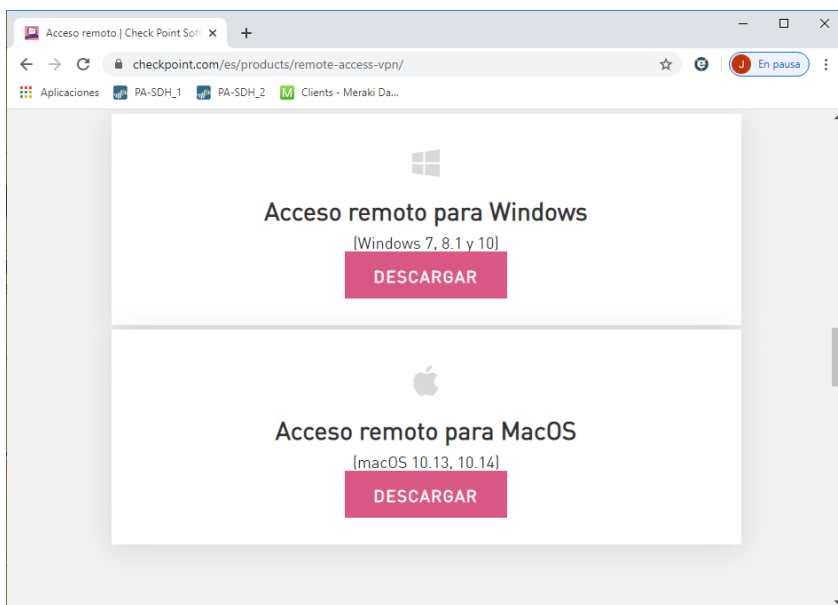 Acceso remoto | Check Point Soft
checkpoint.com/es/products/remote-access-vpn/
J En pausa
Aplicaciones PA-SDH_1 PA-SDH_2 M Clients - Meraki Da...
Acceso remoto para Windows
(Windows 7, 8.1 y 10)
DESCARGAR
Acceso remoto para MacOS
(macOS 10.13, 10.14)
DESCARGAR